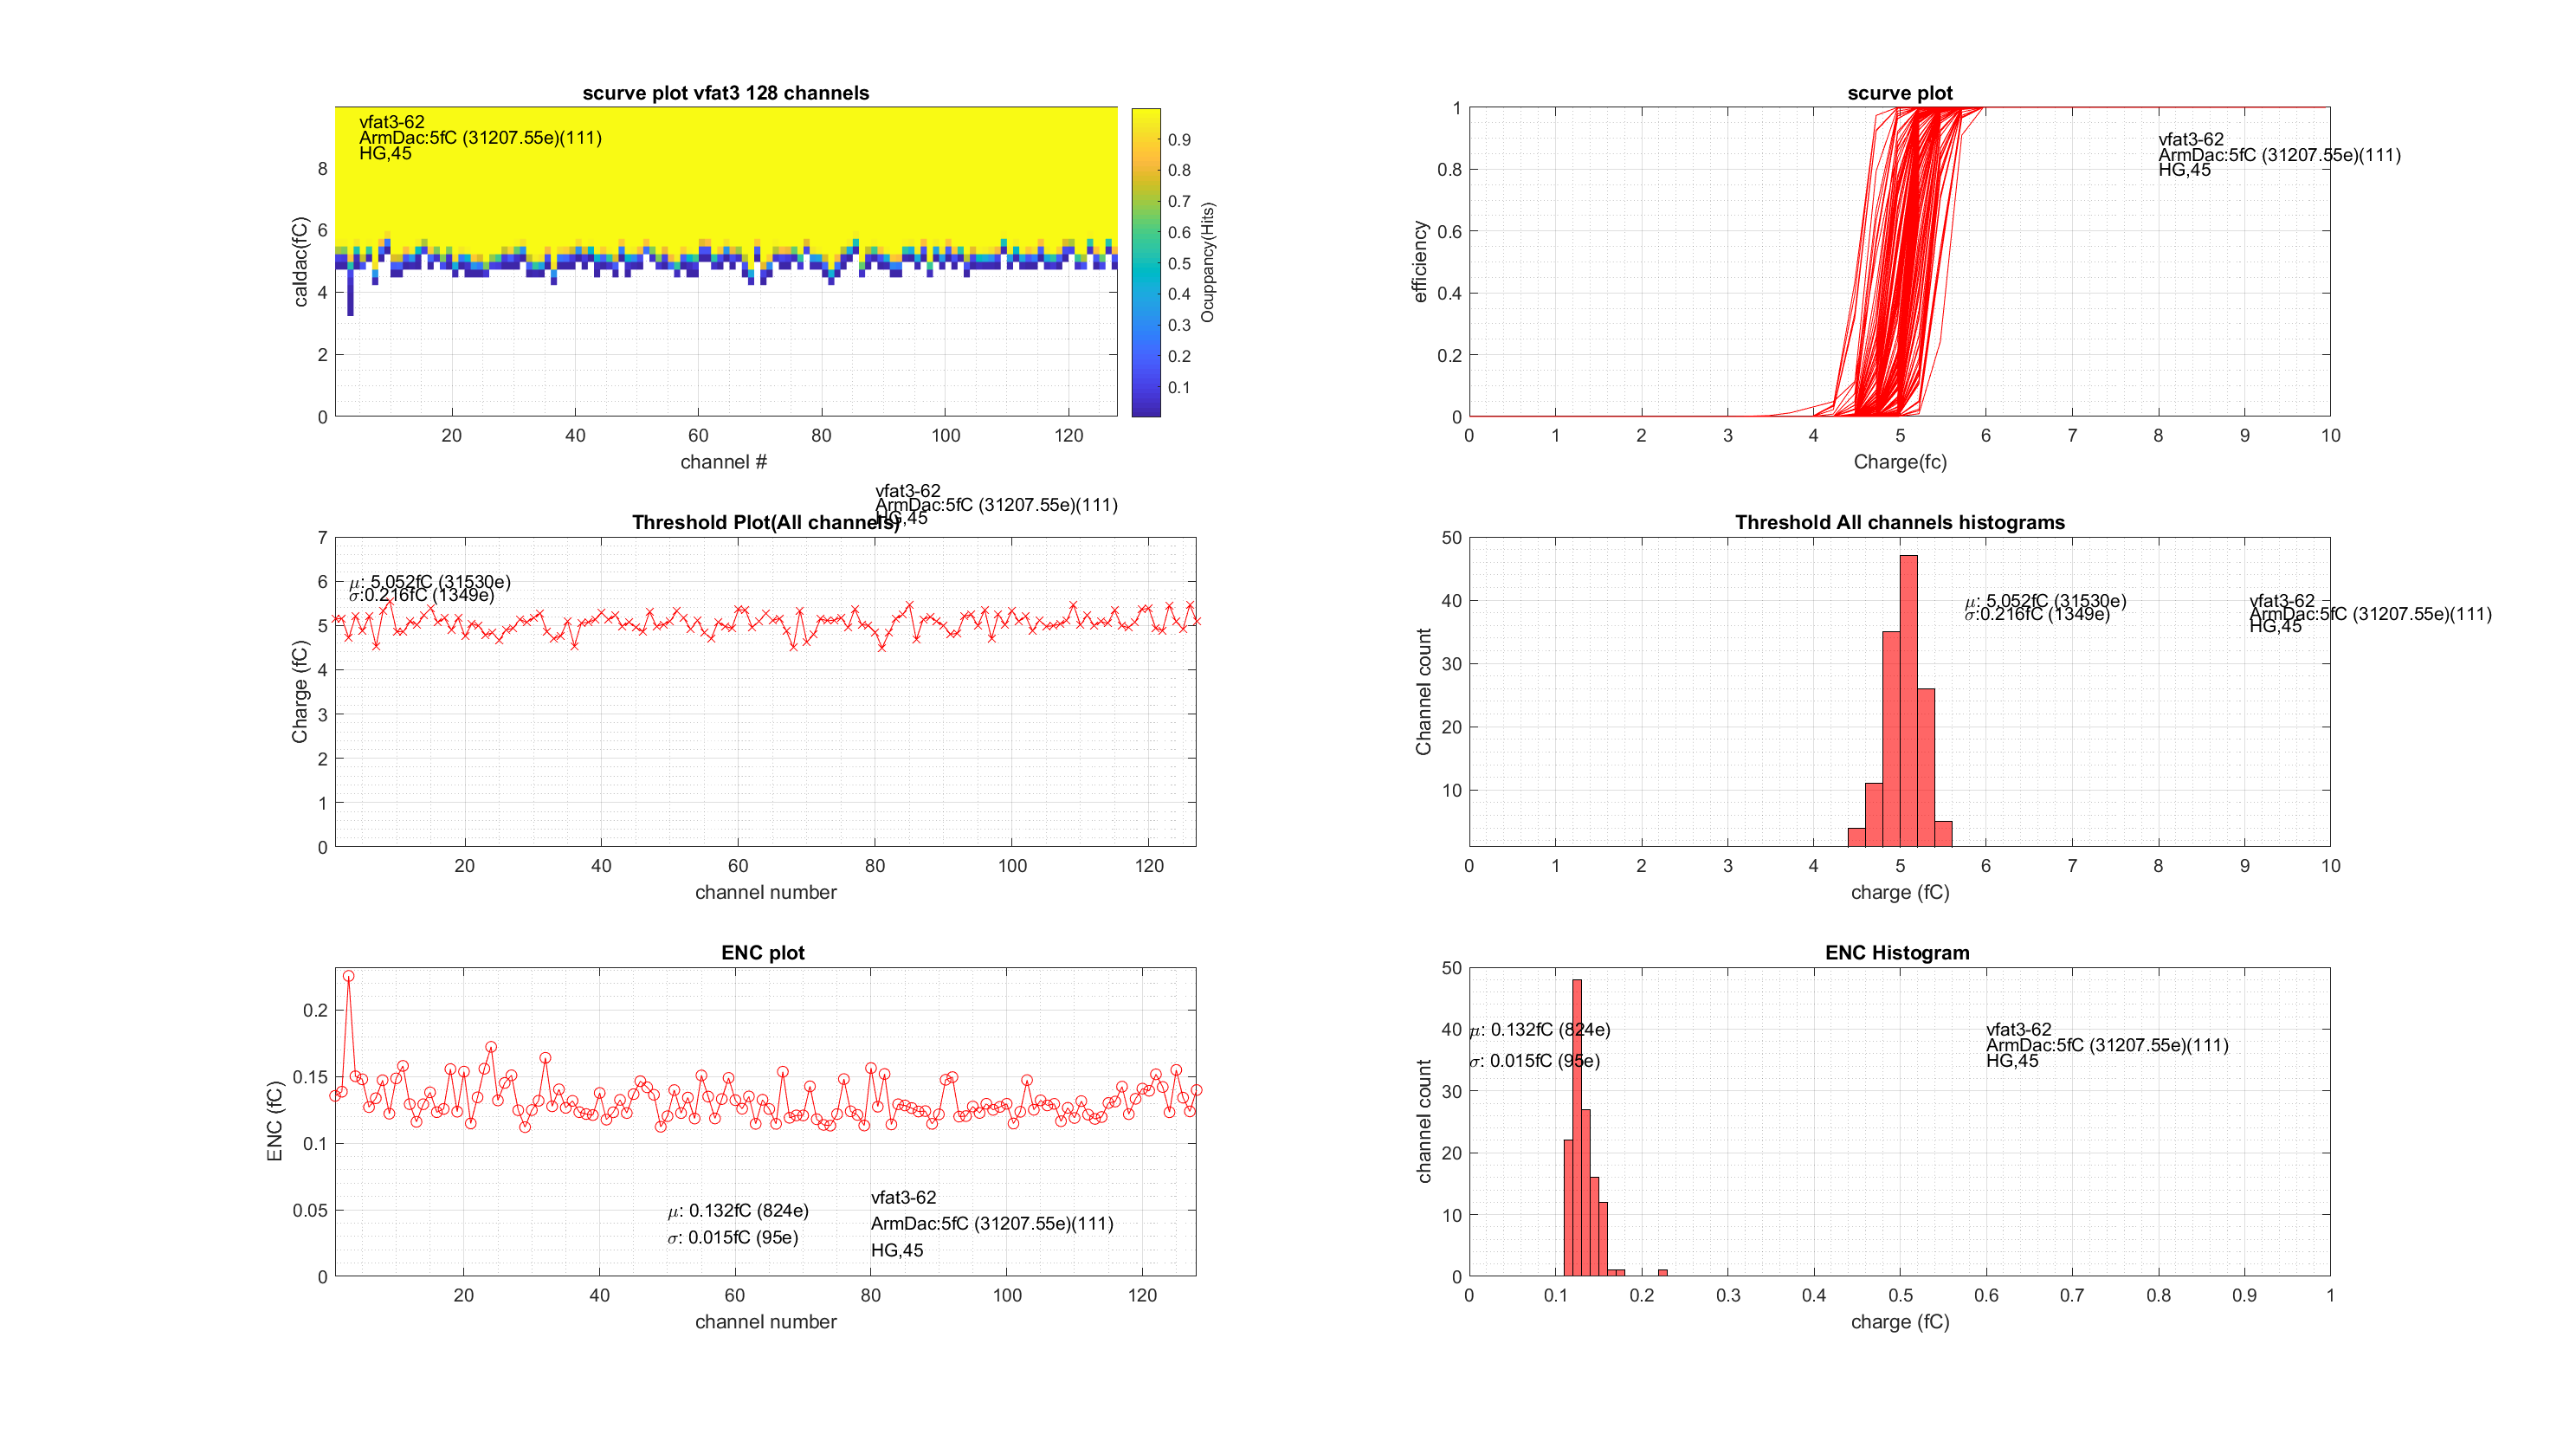 scurve plot vfat3 128 channels
vfat3-62
ArmDac:5fC (31207.55e)(111)
HG,45
caldac(fC)
0
2
4
6
8
20
40
60
80
100
120
channel #
0.9
0.8
0.7
0.6
0.5
0.4
0.3
0.2
0.1
Ocuppancy(Hits)
scurve plot
vfat3-62
ArmDac:5fC (31207.55e)(111)
HG,45
efficiency
1
0.8
0.6
0.4
0.2
0
0 1 2 3 4 5 6 7 8 9 10
Charge(fc)
vfat3-62
ArmDac:5fC (31207.55e)(111)
HG,45
Threshold Plot(All channels)
μ: 5.052fC (31530e)
σ:0.216fC (1349e)
Charge (fC)
7
6
5
4
3
2
1
0
20 40 60 80 100 120
channel number
Threshold All channels histograms
μ: 5.052fC (31530e)
σ:0.216fC (1349e)
vfat3-62
ArmDac:5fC (31207.55e)(111)
HG,45
Channel count
50
40
30
20
10
0 1 2 3 4 5 6 7 8 9 10
charge (fC)
ENC plot
ENC (fC)
0.2
0.15
0.1
0.05
0
μ: 0.132fC (824e)
σ: 0.015fC (95e)
vfat3-62
ArmDac:5fC (31207.55e)(111)
HG,45
20 40 60 80 100 120
channel number
ENC Histogram
μ: 0.132fC (824e)
σ: 0.015fC (95e)
vfat3-62
ArmDac:5fC (31207.55e)(111)
HG,45
channel count
50
40
30
20
10
0
0 0.1 0.2 0.3 0.4 0.5 0.6 0.7 0.8 0.9 1
charge (fC)